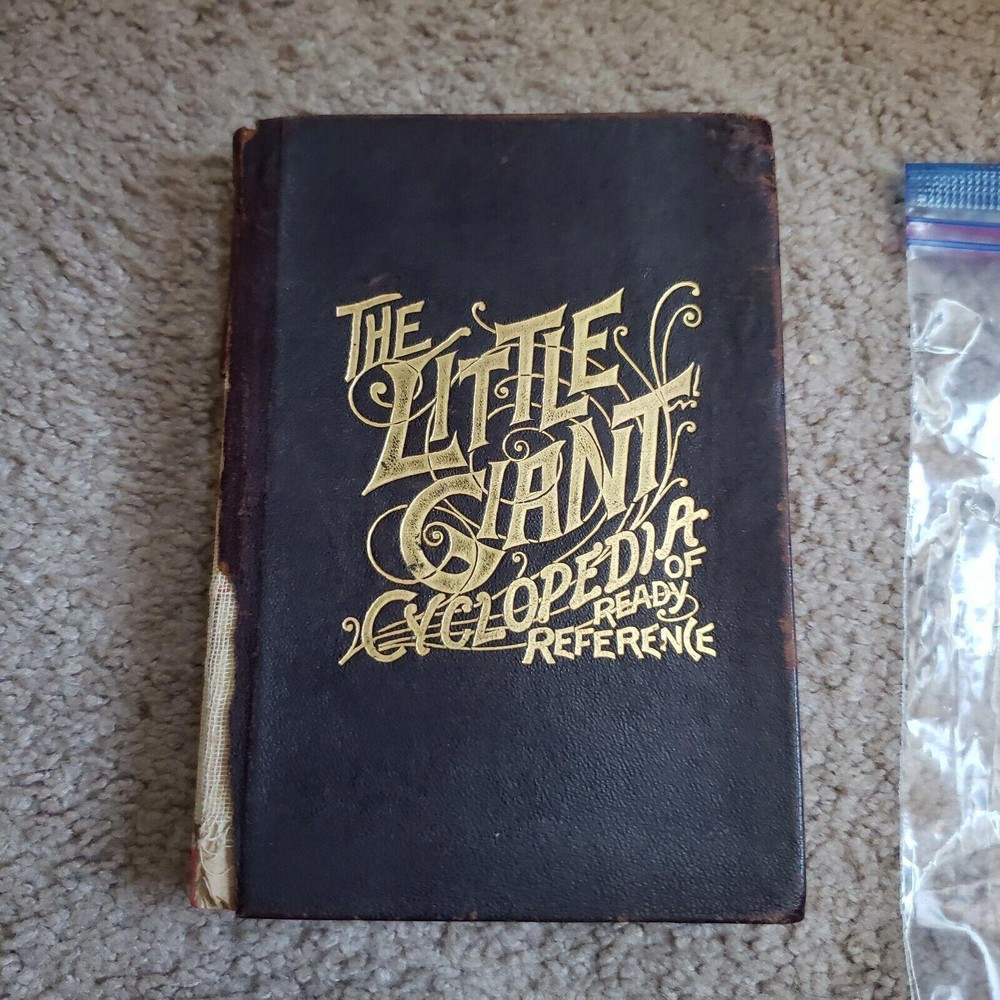 THE
LITTLE
GIANT
CYCLOPEDIA
OF
READY
REFERENCE